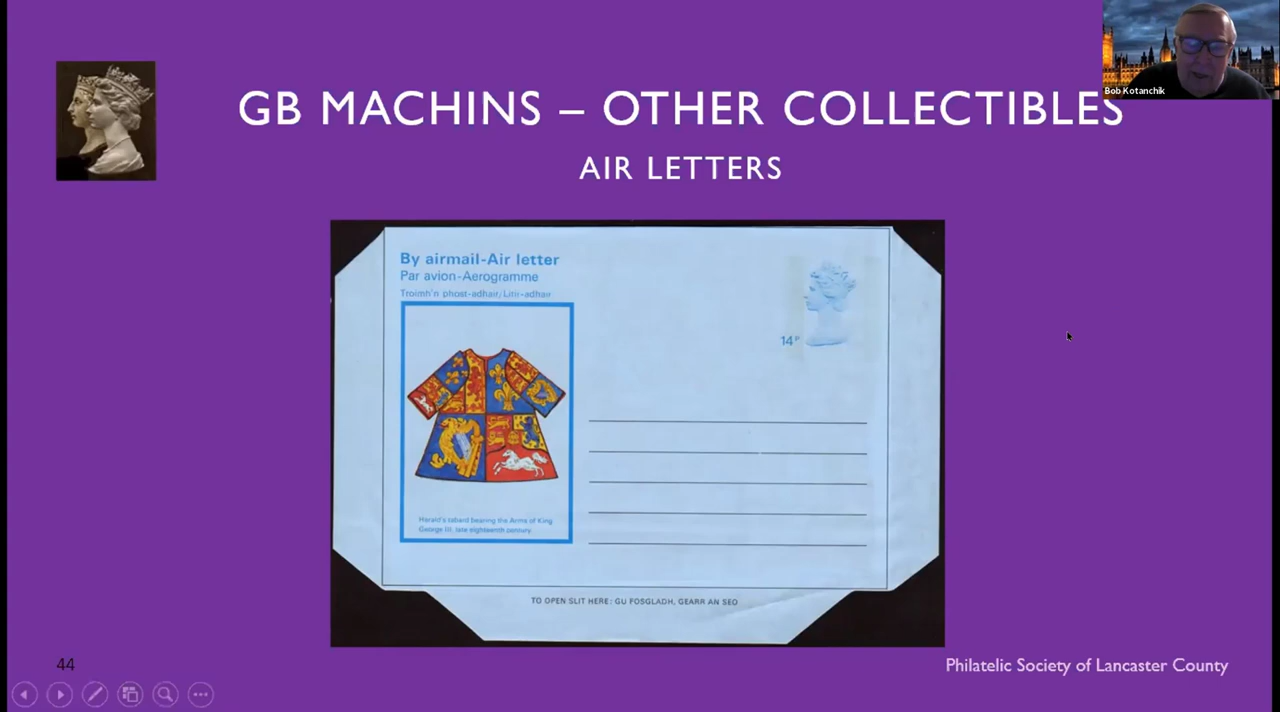 Bob Kotanchik
GB MACHINS – OTHER COLLECTIBLES
AIR LETTERS
By airmail-Air letter
Par avion-Aerogramme
Troimh'n phost-adhair/Litir-adhair
14P
Herald's tabard bearing the Arms of King
George III, late eighteenth century.
TO OPEN SLIT HERE: GU FOSGLADH, GEARR AN SEO
44
Philatelic Society of Lancaster County